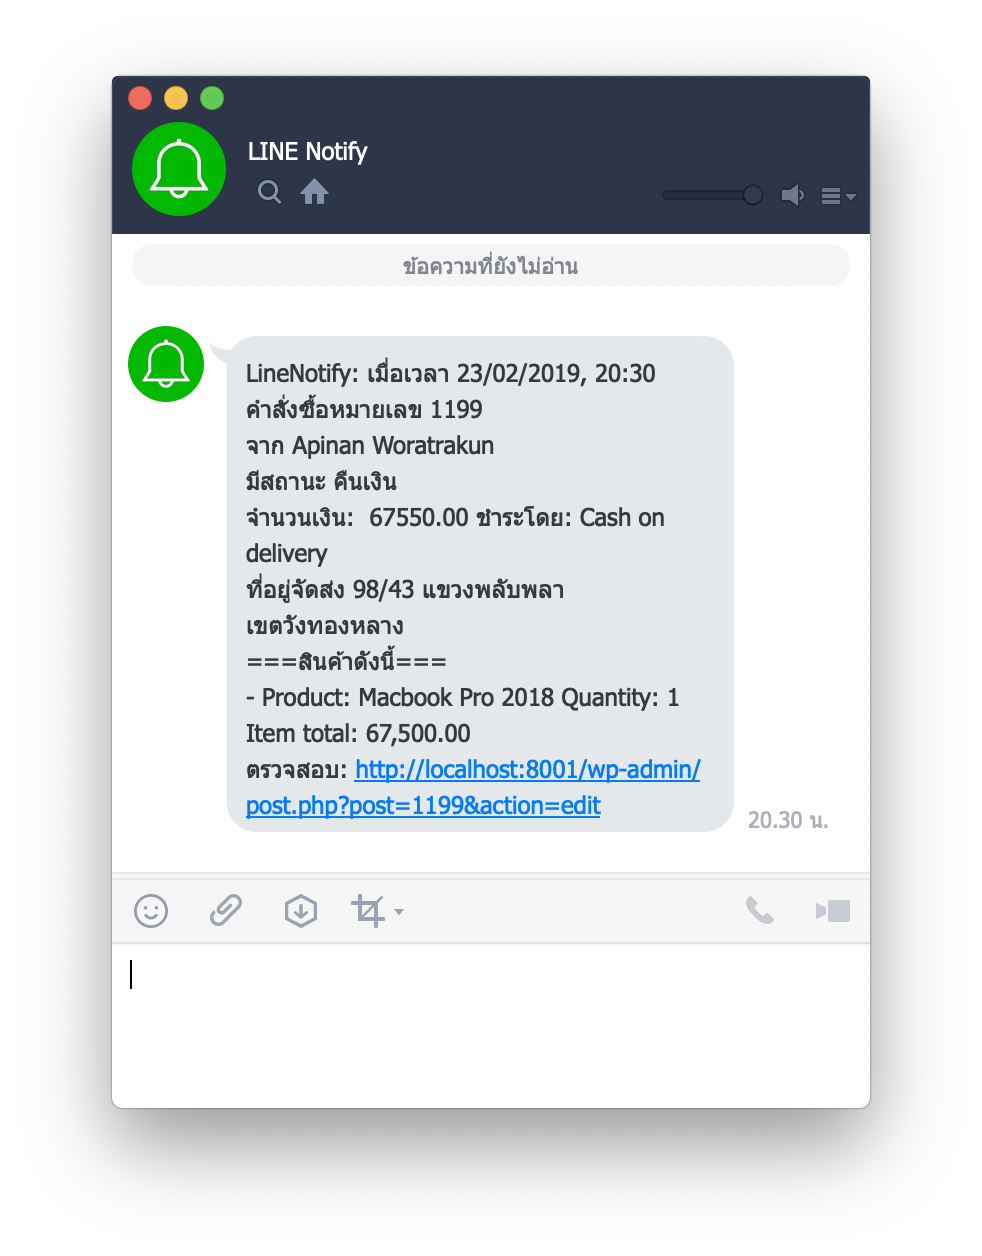 LINE Notify
ข้อความที่ยังไม่อ่าน
LineNotify: เมื่อเวลา 23/02/2019, 20:30
คำสั่งซื้อหมายเลข 1199
จาก Apinan Woratrakun
มีสถานะ คืนเงิน
จำนวนเงิน:  67550.00 ชำระโดย: Cash on
delivery
ที่อยู่จัดส่ง 98/43 แขวงพลับพลา
เขตวังทองหลาง
===สินค้าดังนี้===
- Product: Macbook Pro 2018 Quantity: 1
Item total: 67,500.00
ตรวจสอบ: http://localhost:8001/wp-admin/
post.php?post=1199&action=edit
20.30 น.